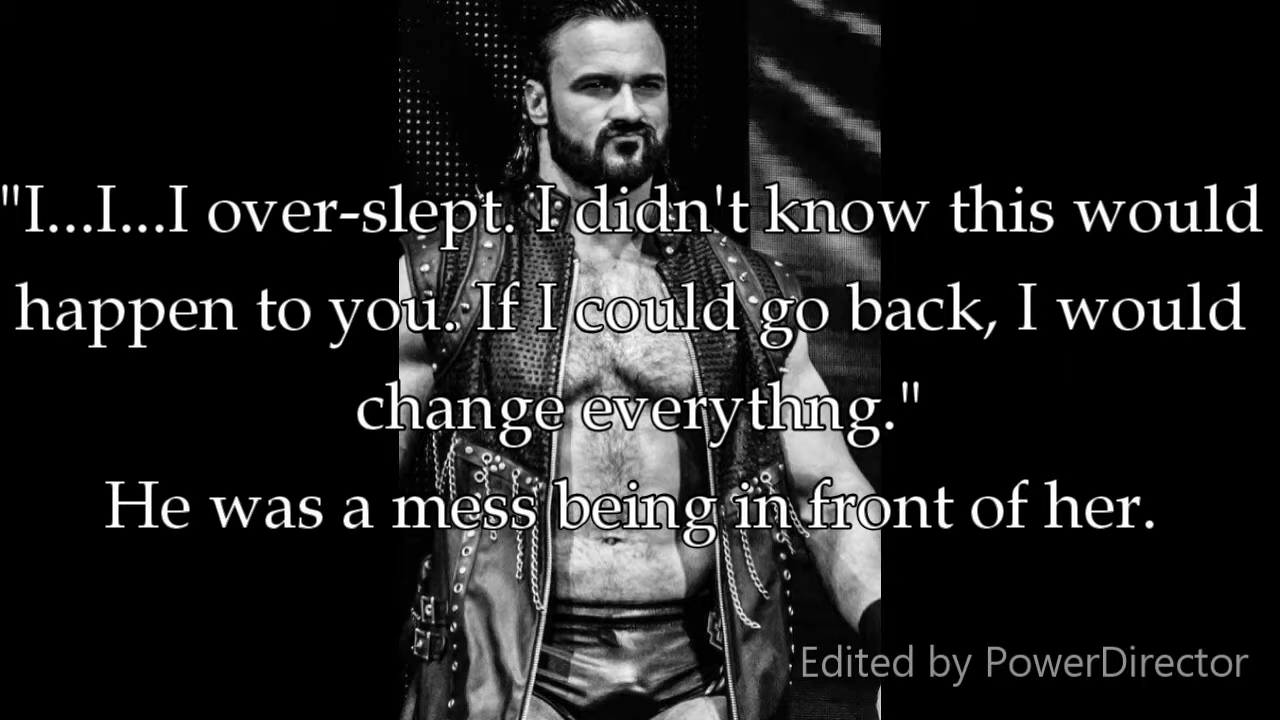 "I...I...I over-slept. I didn't know this would
happen to you. If I could go back, I would
change everythng."
He was a mess being in front of her.
Edited by PowerDirector